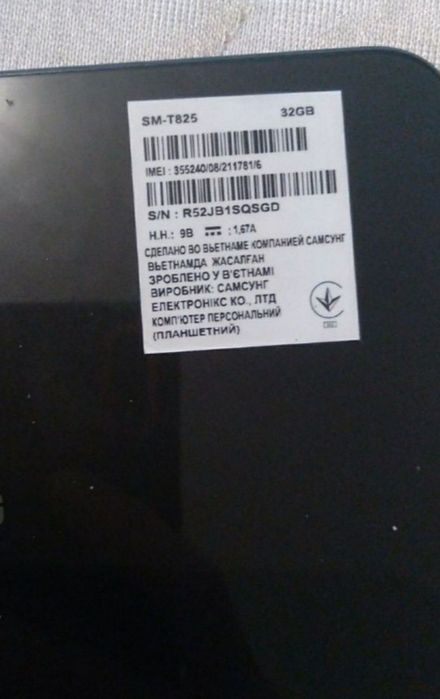 SM-T825 32GB
IMEI : 355240/08/211781/6
S/N : R52JB1SQSGD
H.H.: 9B : 1,67A
СДЕЛАНО ВО ВЬЕТНАМЕ КОМПАНИЕЙ САМСУНГ
ВЬЕТНАМДА ЖАСАЛҒАН
ЗРОБЛЕНО У В'ЄТНАМІ
ВИРОБНИК: САМСУНГ
ЕЛЕКТРОНІКС КО., ЛТД
КОМП'ЮТЕР ПЕРСОНАЛЬНИЙ
(ПЛАНШЕТНИЙ)